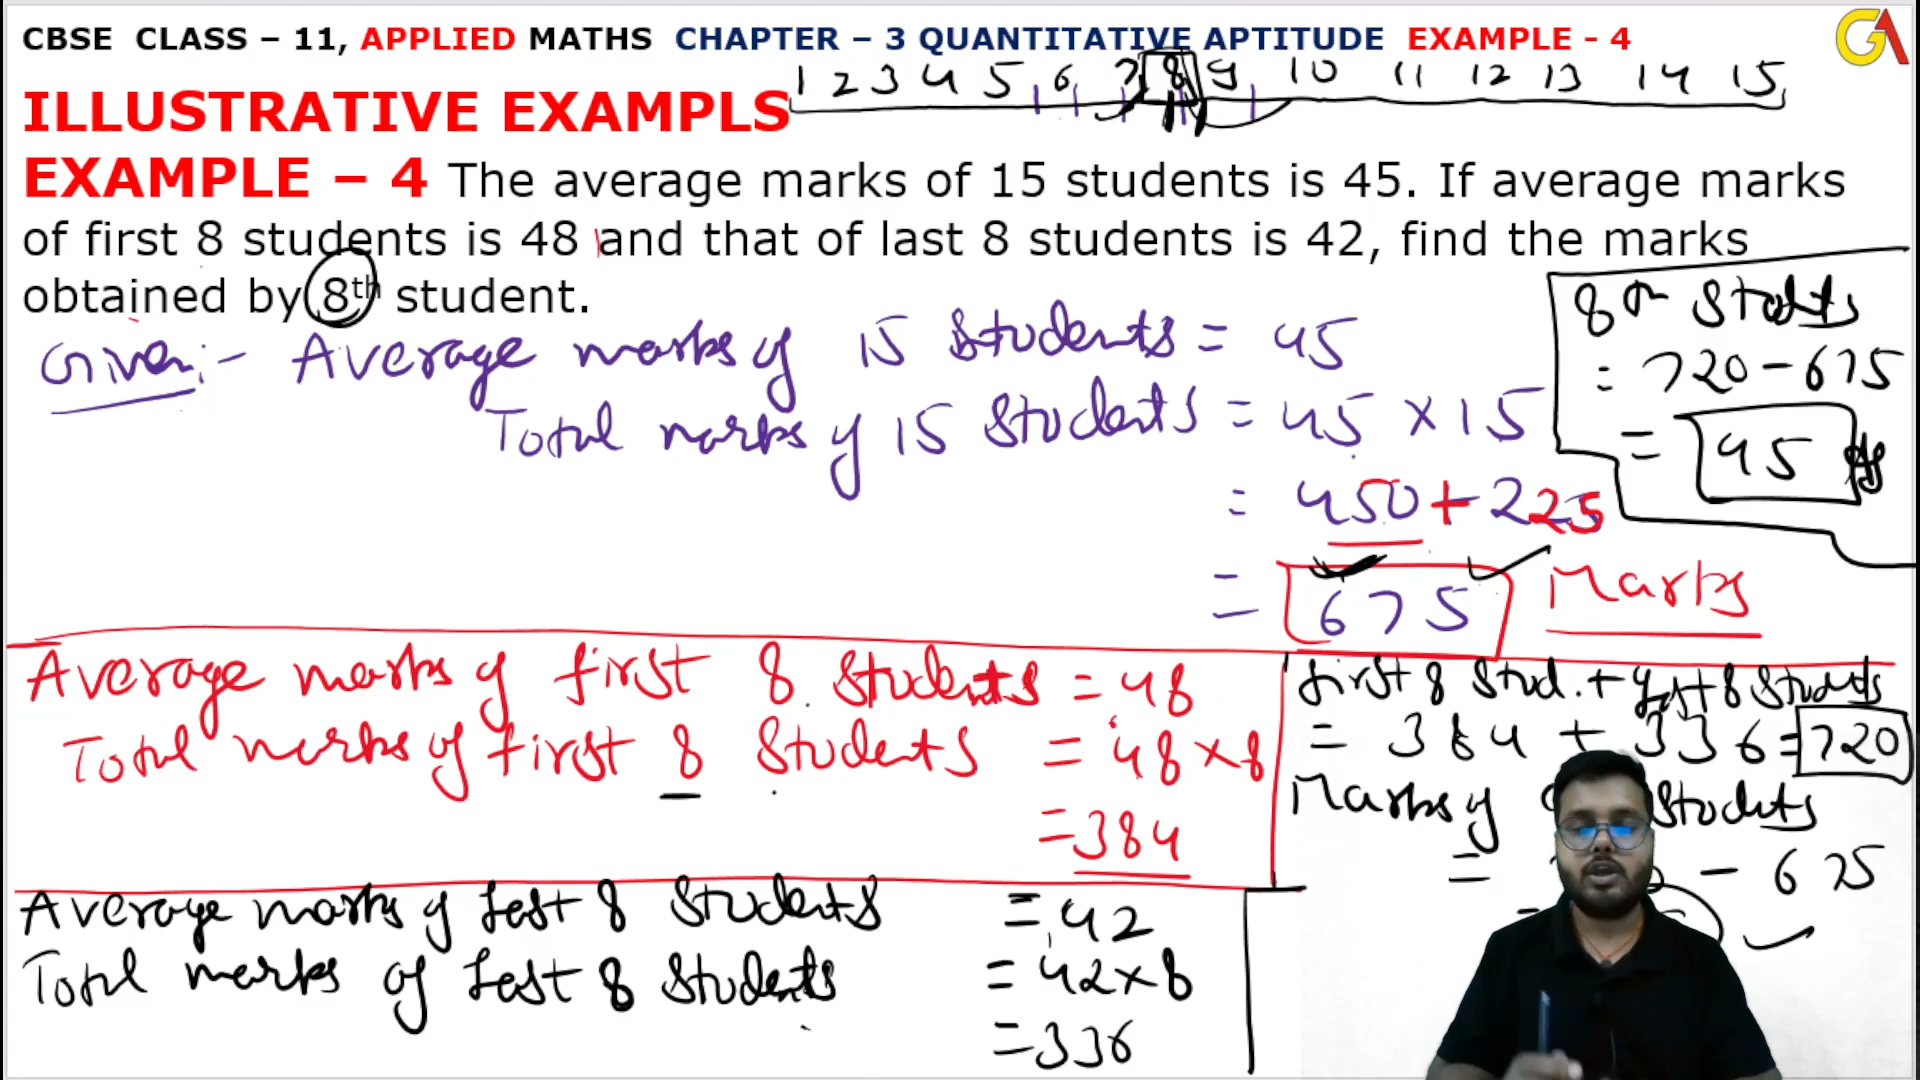 CBSE CLASS – 11, APPLIED MATHS CHAPTER – 3 QUANTITATIVE APTITUDE EXAMPLE - 4
GA
1 2 3 4 5 6 7 8 9 10 11 12 13 14 15
ILLUSTRATIVE EXAMPLS
EXAMPLE – 4 The average marks of 15 students is 45. If average marks
of first 8 students is 48 and that of last 8 students is 42, find the marks
obtained by 8th student.
Given:- Average marks of 15 Students = 45
Total marks of 15 Students = 45 × 15
= 450 + 225
= 675 Marks
8th Students
= 720 - 675
= 45
Average marks of first 8 Students = 48
Total marks of first 8 Students = 48 × 8
= 384
first 8 Stud. + last 8 Students
= 384 + 336 = 720
Marks of Students
= - 675
=
Average marks of last 8 Students = 42
Total marks of last 8 Students = 42 × 8
= 336